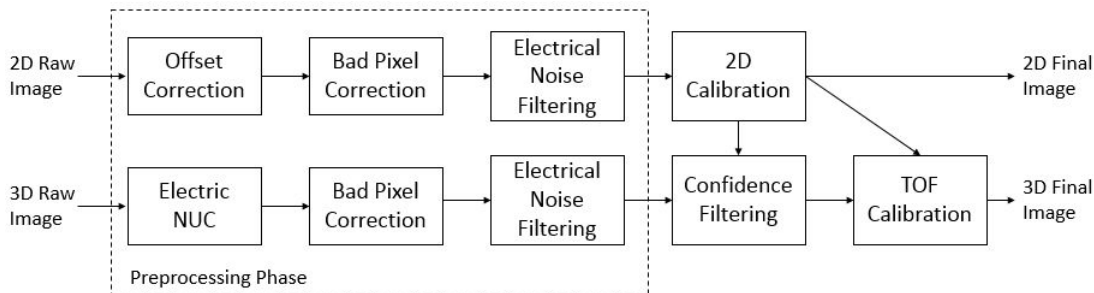 2D Raw
Image
Offset
Correction
Bad Pixel
Correction
Electrical
Noise
Filtering
2D
Calibration
2D Final
Image
3D Raw
Image
Electric
NUC
Bad Pixel
Correction
Electrical
Noise
Filtering
Confidence
Filtering
TOF
Calibration
3D Final
Image
Preprocessing Phase